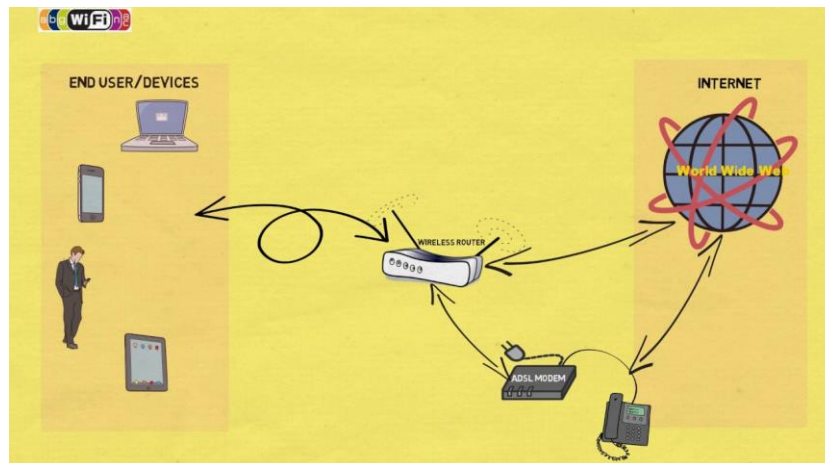 a b g WiFi n
END USER/DEVICES
INTERNET
World Wide Web
WIRELESS ROUTER
ADSL MODEM